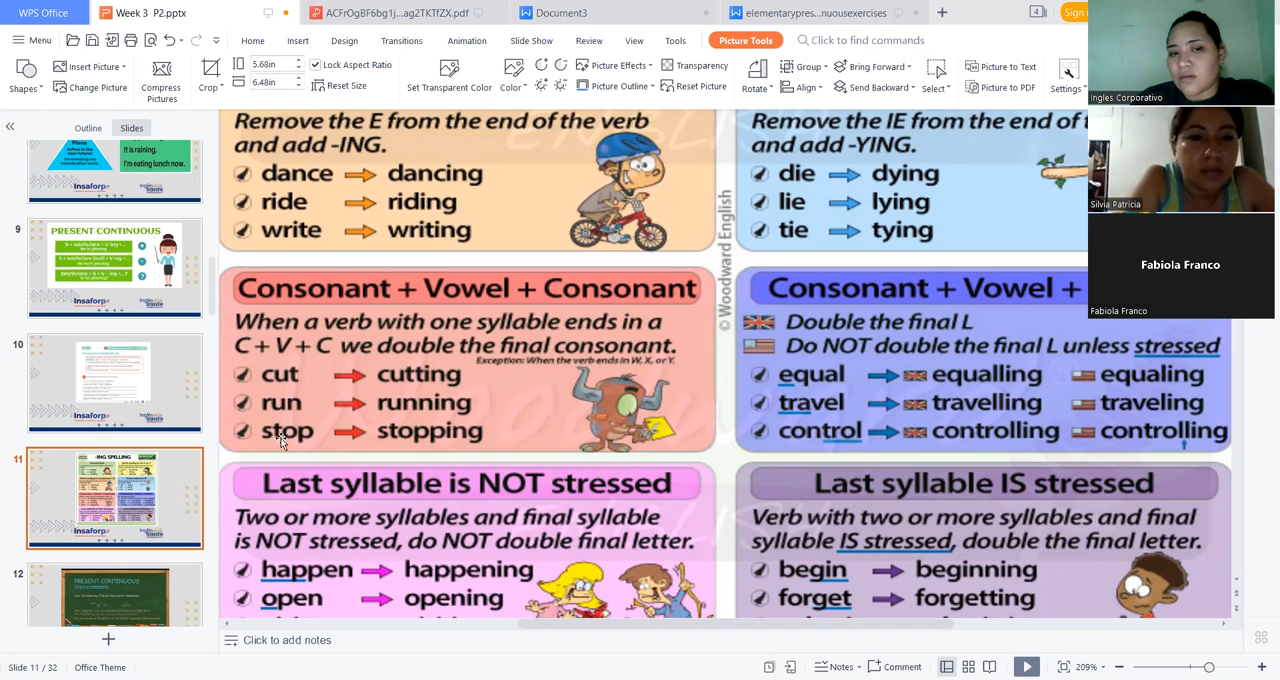 WPS Office
Week 3 P2.pptx
ACFrOgBF6bg1j...ag2TKTfZX.pdf
Document3
elementarypres...nuousexercises
4
Sign
Menu
Home
Insert
Design
Transitions
Animation
Slide Show
Review
View
Tools
Picture Tools
Click to find commands
Shapes
Insert Picture
Change Picture
Compress
Pictures
Crop
5.68in
6.48in
Lock Aspect Ratio
Reset Size
Set Transparent Color
Color
Picture Effects
Picture Outline
Transparency
Reset Picture
Rotate
Group
Align
Bring Forward
Send Backward
Select
Picture to Text
Picture to PDF
Settings
Ingles Corporativo
Silvia Patricia
Fabiola Franco
Fabiola Franco
Outline
Slides
It is raining.
I'm eating lunch now.
Insaforp
9
PRESENT CONTINUOUS
Insaforp
10
Insaforp
11
-ING SPELLING
Insaforp
12
PRESENT CONTINUOUS
Remove the E from the end of the verb
and add -ING.
dance dancing
ride riding
write writing
Remove the IE from the end of t
and add -YING.
die dying
lie lying
tie tying
© Woodward English
Consonant + Vowel + Consonant
When a verb with one syllable ends in a
C + V + C we double the final consonant.
Exception: When the verb ends in W, X, or Y.
cut cutting
run running
stop stopping
Consonant + Vowel +
Double the final L
Do NOT double the final L unless stressed
equal equalling equaling
travel travelling traveling
control controlling controlling
Last syllable is NOT stressed
Two or more syllables and final syllable
is NOT stressed, do NOT double final letter.
happen happening
open opening
Last syllable IS stressed
Verb with two or more syllables and final
syllable IS stressed, double the final letter.
begin beginning
forget forgetting
Click to add notes
Slide 11 / 32
Office Theme
Notes
Comment
209%